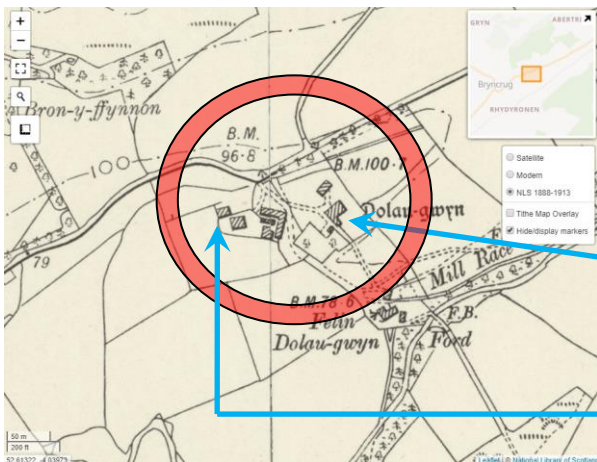 +
−
GRYN
ABERTRI
Bryncrug
RHYDYRONEN
Satellite
Modern
NLS 1888-1913
Tithe Map Overlay
Hide/display markers
Bron-y-ffynnon
B.M.
96·8
100
B.M.100·7
Dolau-gwyn
79
B.M.78·6
Mill Race
F.B.
Felin
Dolau-gwyn
Ford
50 m
200 ft
Leaflet | © National Library of Scotland